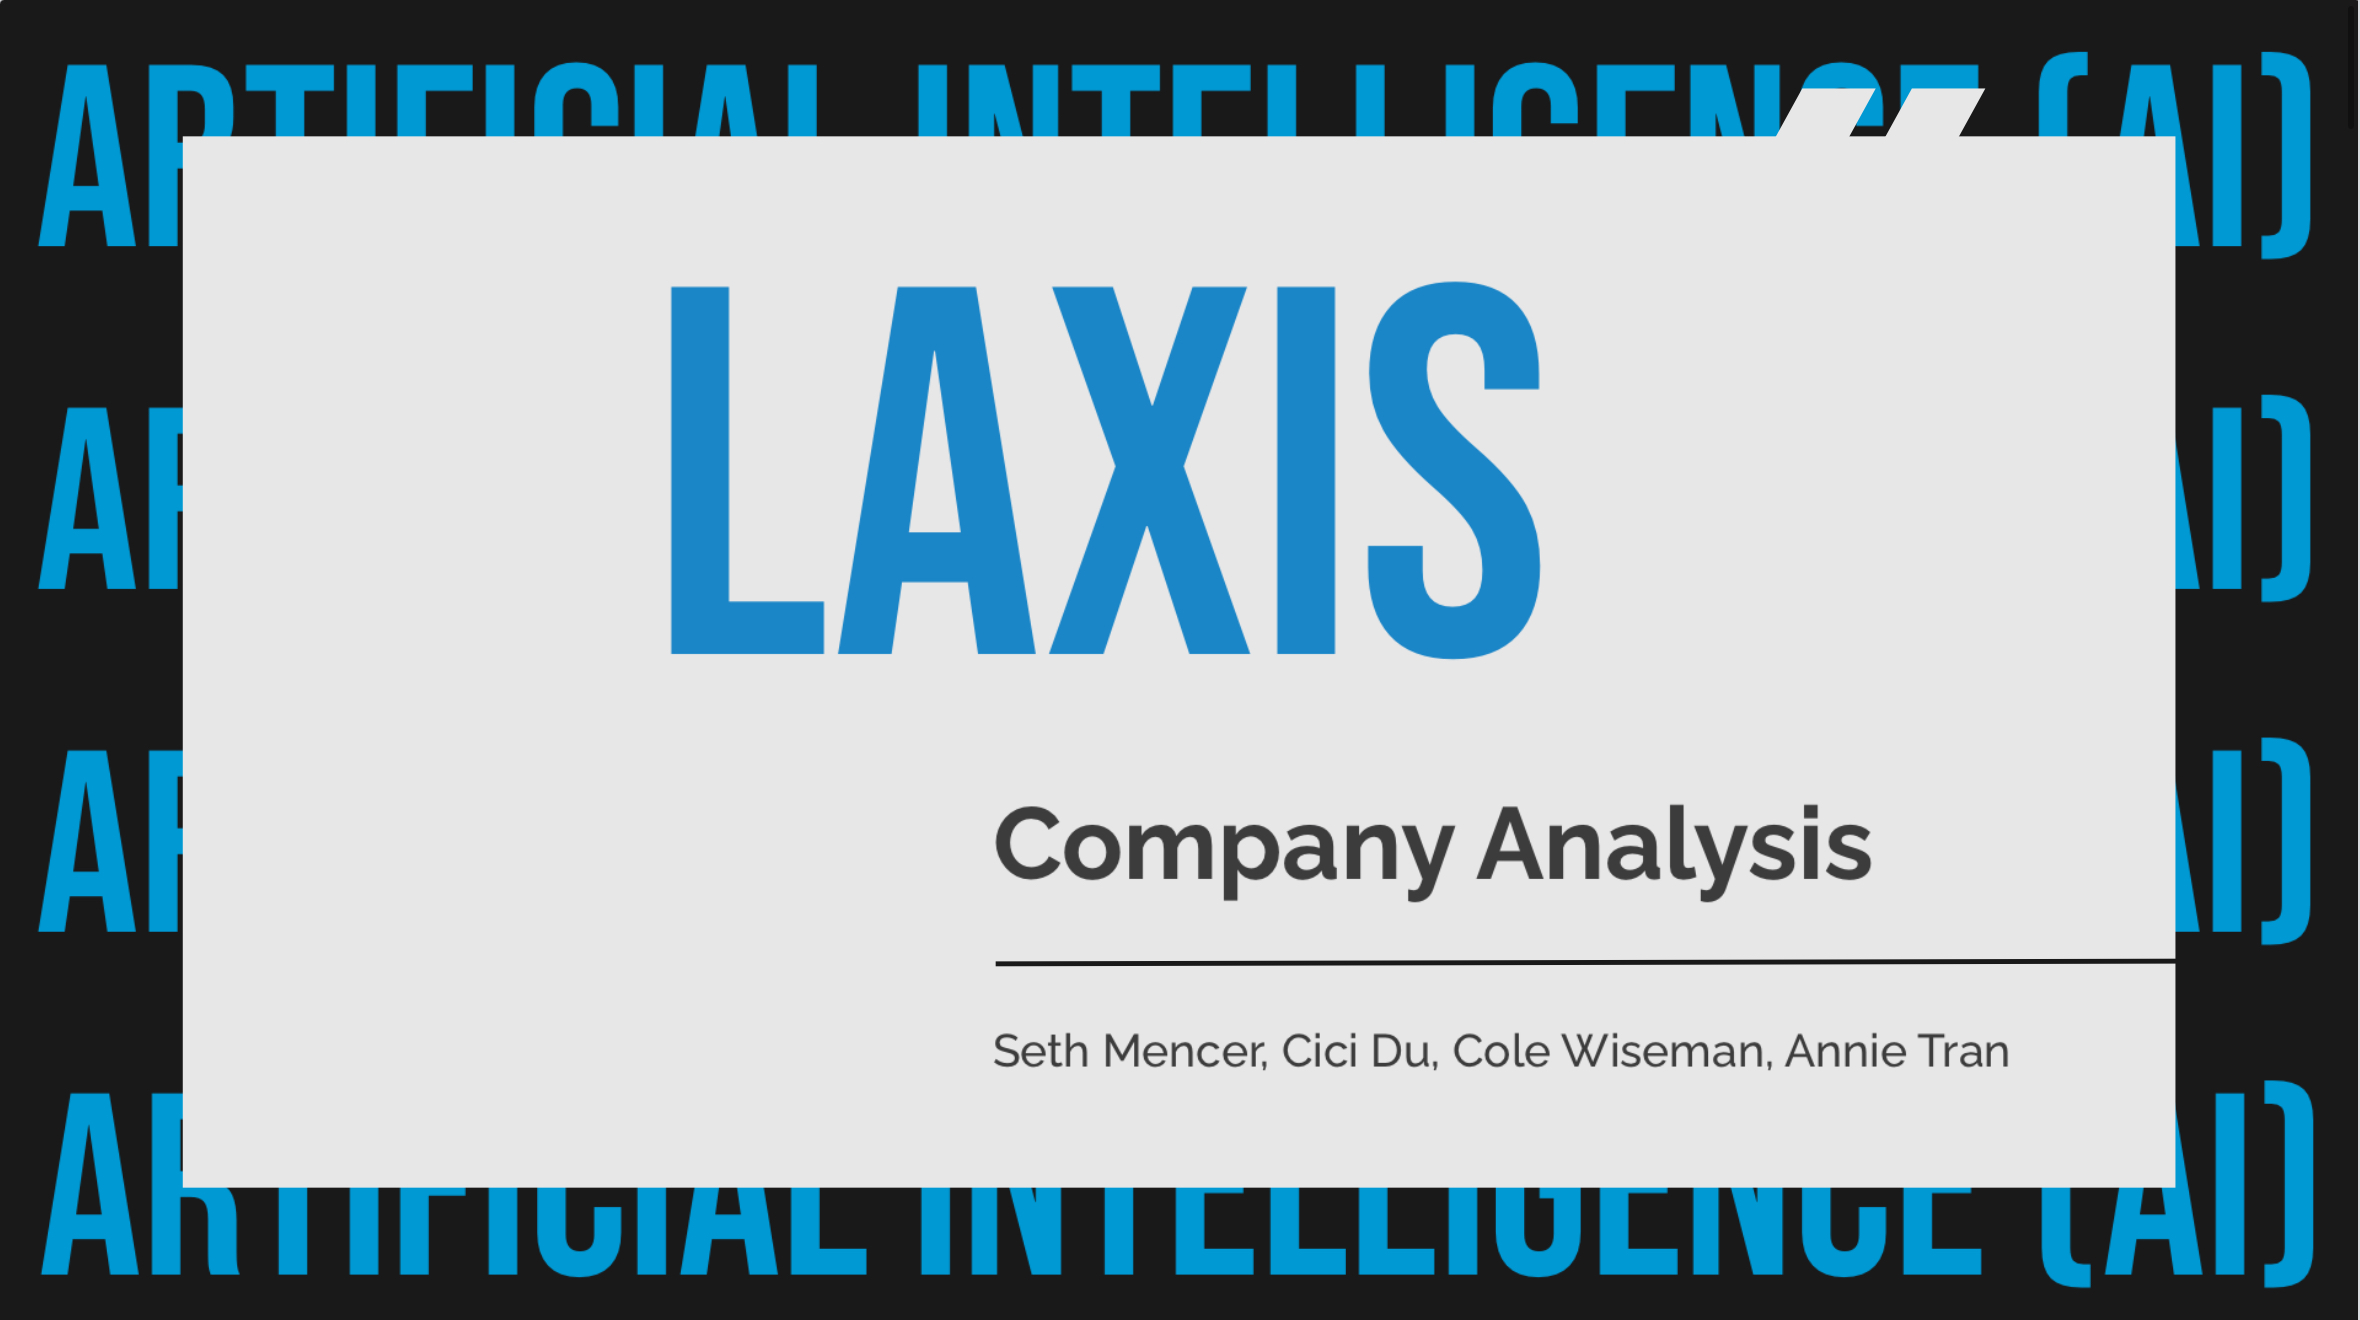 ARTIFICIAL INTELLIGENCE (AI)
LAXIS
Company Analysis
Seth Mencer, Cici Du, Cole Wiseman, Annie Tran
ARTIFICIAL INTELLIGENCE (AI)